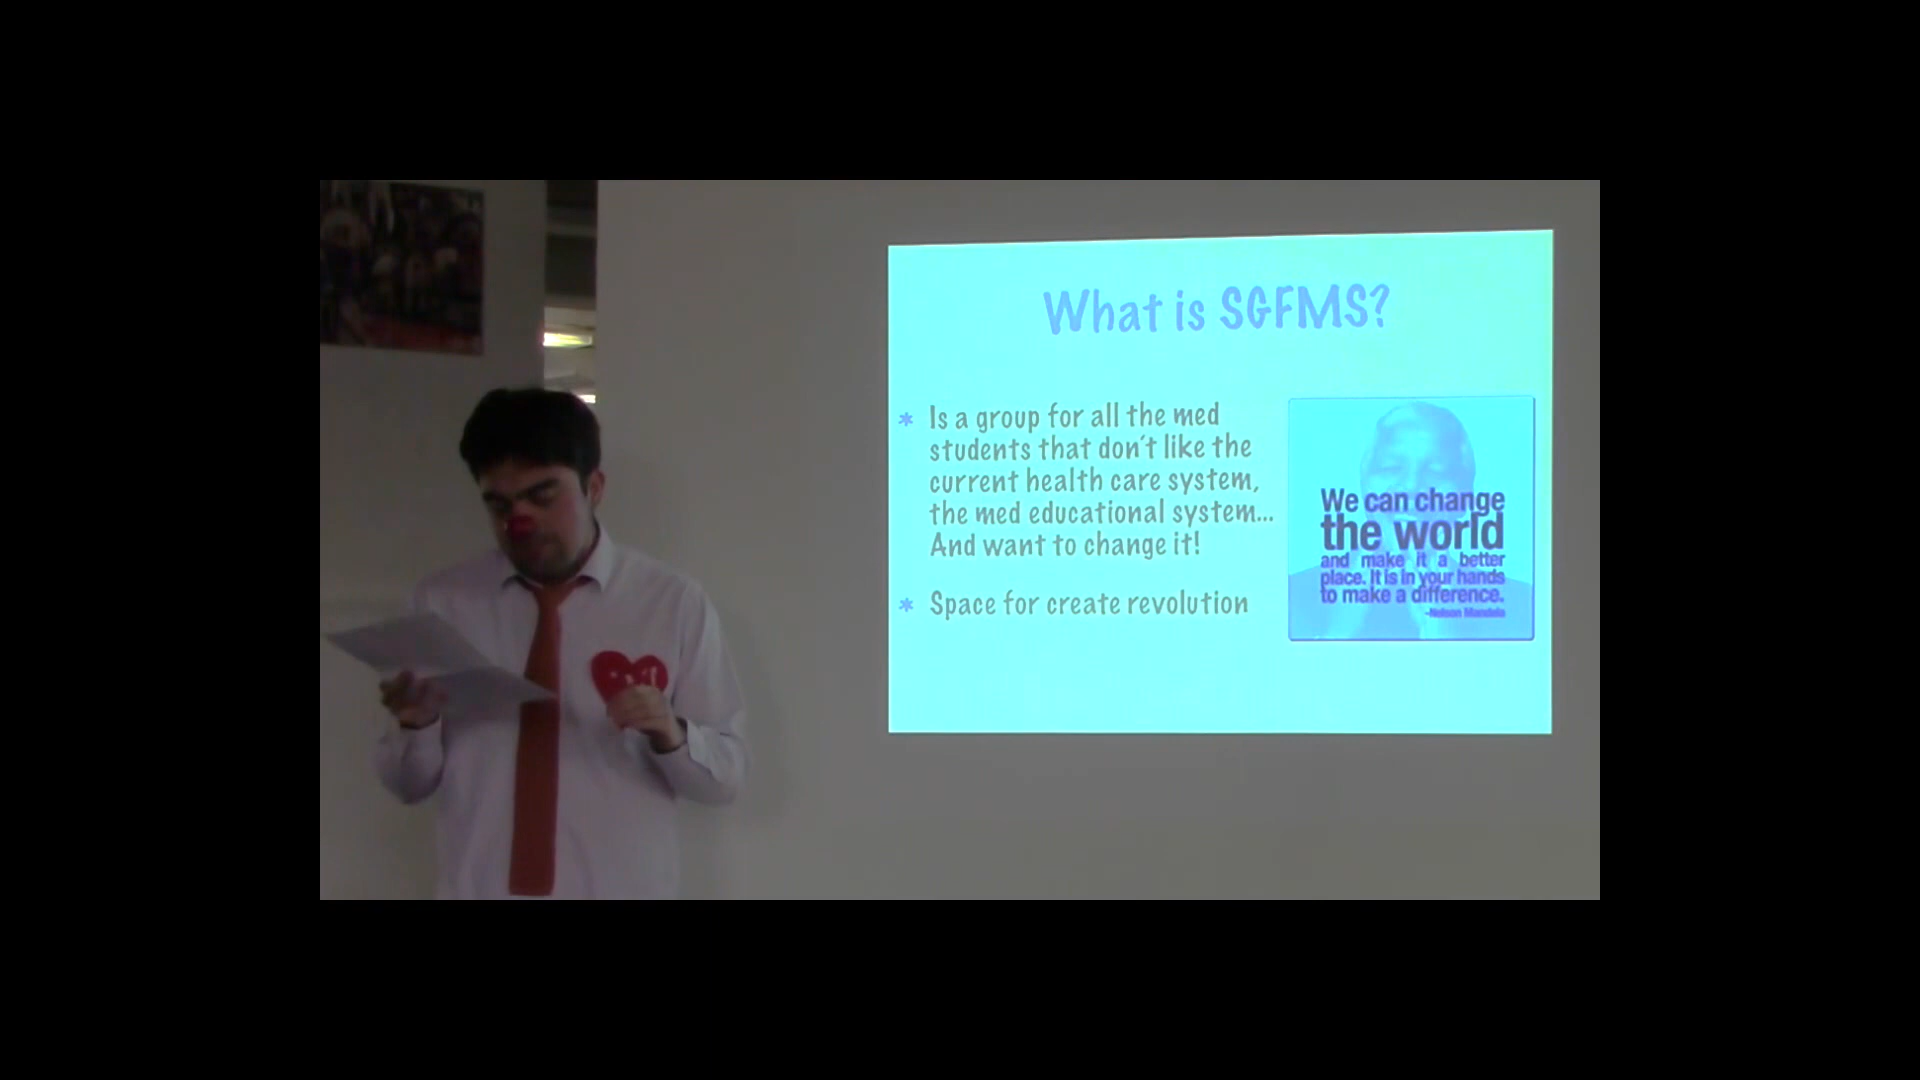 What is SGFMS?
* Is a group for all the med
students that don't like the
current health care system,
the med educational system...
And want to change it!
* Space for create revolution
We can change
the world
and make it a better
place. It is in your hands
to make a difference.
-Nelson Mandela